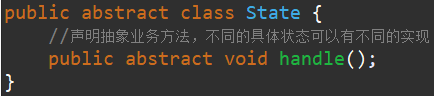 public abstract class State {
//声明抽象业务方法，不同的具体状态可以有不同的实现
public abstract void handle();
}